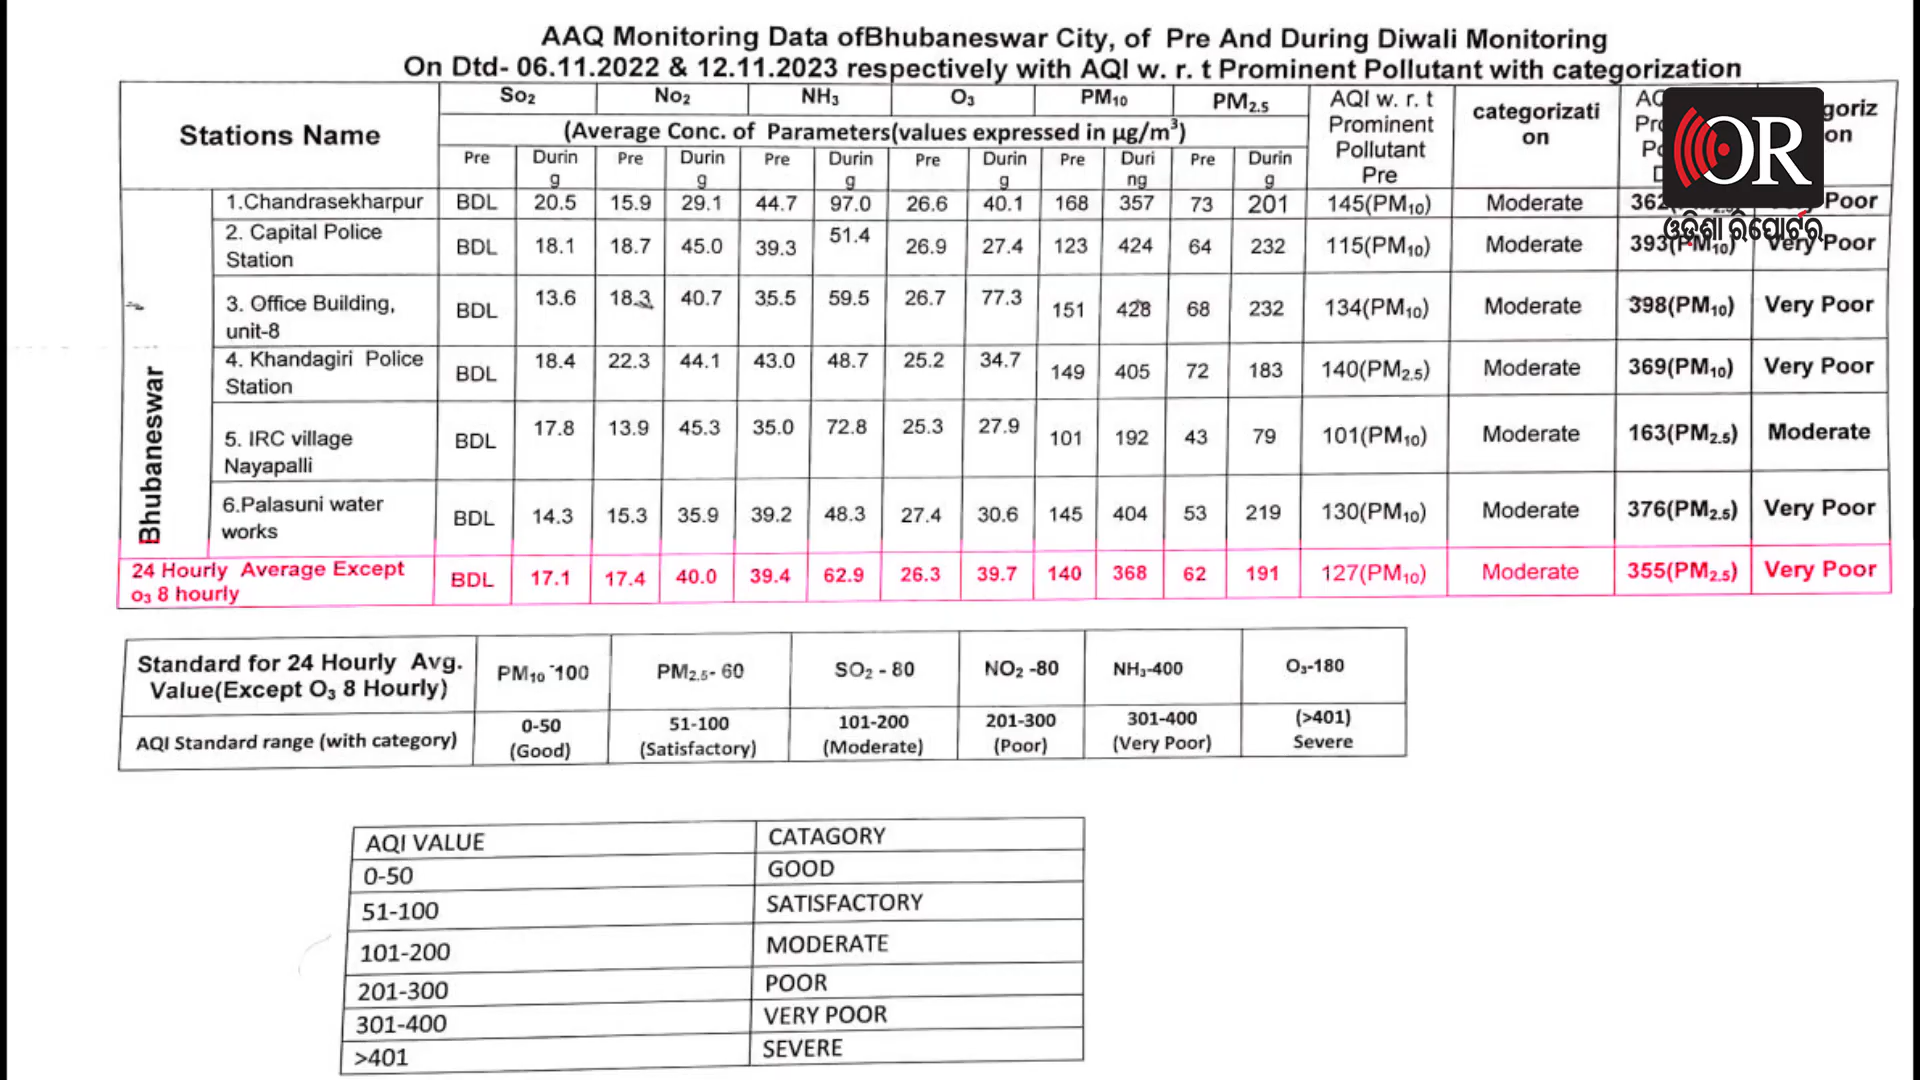 AAQ Monitoring Data ofBhubaneswar City, of Pre And During Diwali Monitoring
On Dtd- 06.11.2022 & 12.11.2023 respectively with AQI w. r. t Prominent Pollutant with categorization
Stations Name So₂ No₂ NH₃ O₃ PM₁₀ PM₂.₅ AQI w. r. t Prominent Pollutant Pre categorizati on
(Average Conc. of Parameters(values expressed in µg/m³)
Pre Durin g Pre Durin g Pre Durin g Pre Durin g Pre Duri ng Pre Durin g
OR
ଓଡ଼ିଶା ରିପୋର୍ଟର
Bhubaneswar
1.Chandrasekharpur BDL 20.5 15.9 29.1 44.7 97.0 26.6 40.1 168 357 73 201 145(PM₁₀) Moderate 362 Poor
2. Capital Police Station BDL 18.1 18.7 45.0 39.3 51.4 26.9 27.4 123 424 64 232 115(PM₁₀) Moderate 393(PM₁₀) Very Poor
3. Office Building, unit-8 BDL 13.6 18.3 40.7 35.5 59.5 26.7 77.3 151 428 68 232 134(PM₁₀) Moderate 398(PM₁₀) Very Poor
4. Khandagiri Police Station BDL 18.4 22.3 44.1 43.0 48.7 25.2 34.7 149 405 72 183 140(PM₂.₅) Moderate 369(PM₁₀) Very Poor
5. IRC village Nayapalli BDL 17.8 13.9 45.3 35.0 72.8 25.3 27.9 101 192 43 79 101(PM₁₀) Moderate 163(PM₂.₅) Moderate
6.Palasuni water works BDL 14.3 15.3 35.9 39.2 48.3 27.4 30.6 145 404 53 219 130(PM₁₀) Moderate 376(PM₂.₅) Very Poor
24 Hourly Average Except o₃ 8 hourly BDL 17.1 17.4 40.0 39.4 62.9 26.3 39.7 140 368 62 191 127(PM₁₀) Moderate 355(PM₂.₅) Very Poor
Standard for 24 Hourly Avg. Value(Except O₃ 8 Hourly) PM₁₀ -100 PM₂.₅- 60 SO₂ - 80 NO₂ -80 NH₃-400 O₃-180
AQI Standard range (with category) 0-50 (Good) 51-100 (Satisfactory) 101-200 (Moderate) 201-300 (Poor) 301-400 (Very Poor) (>401) Severe
AQI VALUE CATAGORY
0-50 GOOD
51-100 SATISFACTORY
101-200 MODERATE
201-300 POOR
301-400 VERY POOR
>401 SEVERE